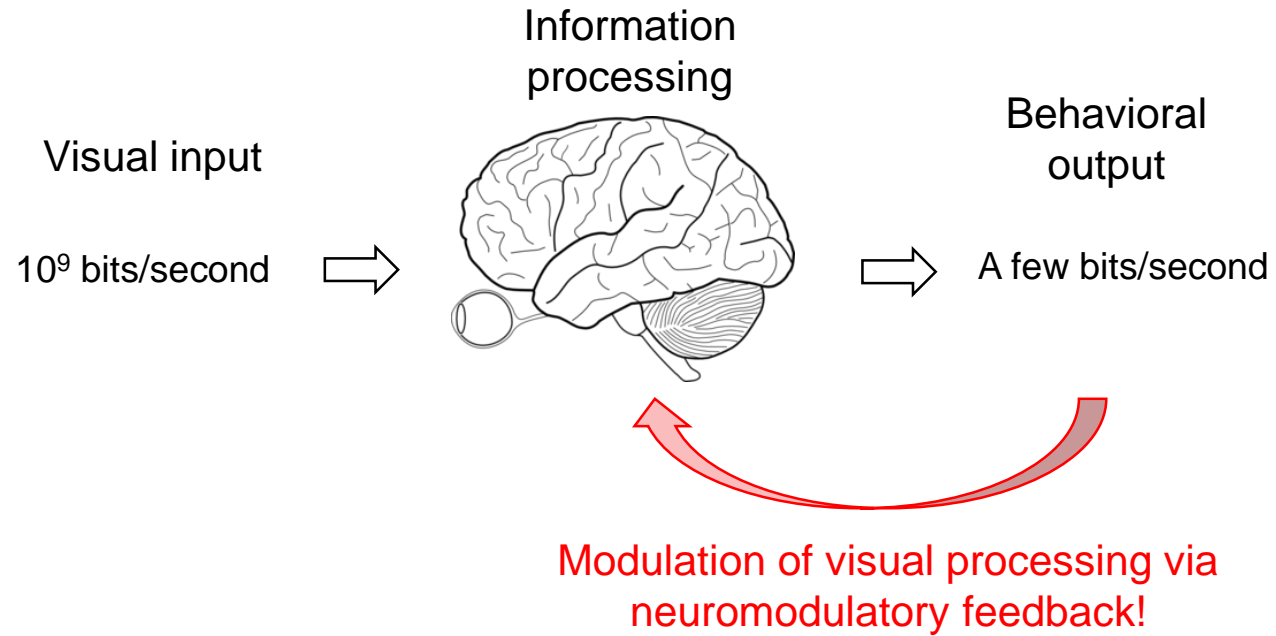 Information
processing
Visual input
Behavioral
output
10⁹ bits/second
A few bits/second
Modulation of visual processing via
neuromodulatory feedback!